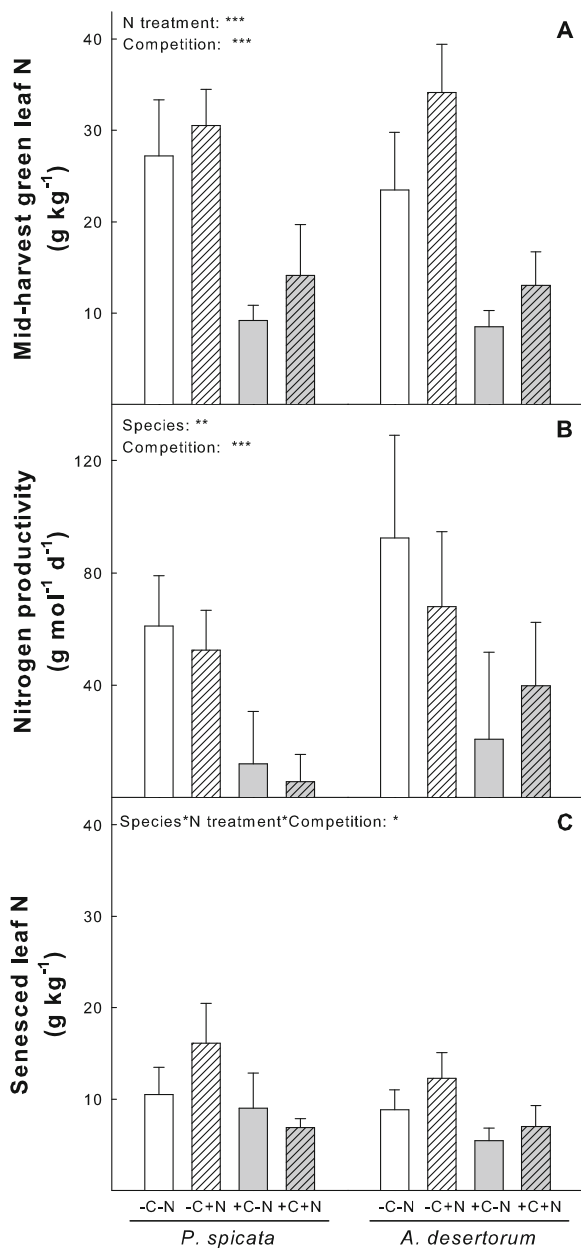 N treatment: ***
Competition: ***
A
40
30
20
10
Mid-harvest green leaf N
(g kg-1)
Species: **
Competition: ***
B
120
80
40
Nitrogen productivity
(g mol-1 d-1)
Species*N treatment*Competition: *
C
40
30
20
10
Senesced leaf N
(g kg-1)
-C-N -C+N +C-N +C+N -C-N -C+N +C-N +C+N
P. spicata A. desertorum